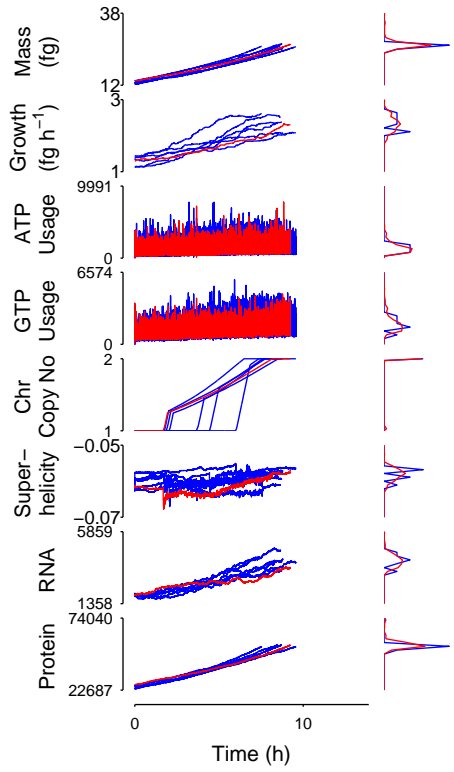 38
Mass
(fg)
12
3
Growth
(fg h⁻¹)
1
9991
ATP
Usage
0
6574
GTP
Usage
0
2
Chr
Copy No
1
−0.05
Super−
helicity
−0.07
5859
RNA
1358
74040
Protein
22687
0 10
Time (h)